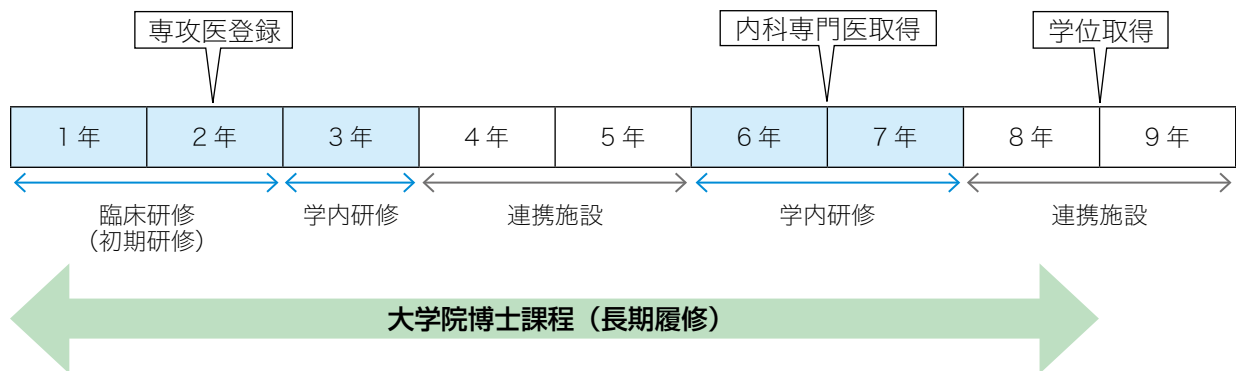 専攻医登録
内科専門医取得
学位取得
1 年
2 年
3 年
4 年
5 年
6 年
7 年
8 年
9 年
臨床研修
（初期研修）
学内研修
連携施設
学内研修
連携施設
大学院博士課程（長期履修）